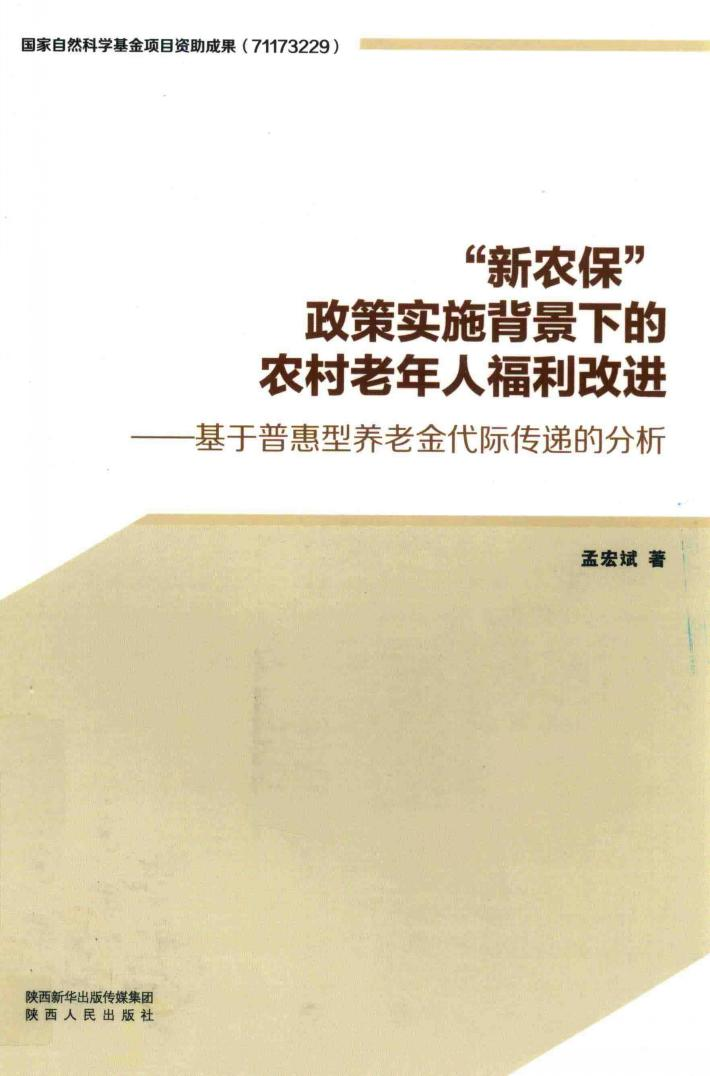 国家自然科学基金项目资助成果（71173229）
“新农保”
政策实施背景下的
农村老年人福利改进
——基于普惠型养老金代际传递的分析
孟宏斌 著
陕西新华出版传媒集团
陕西人民出版社